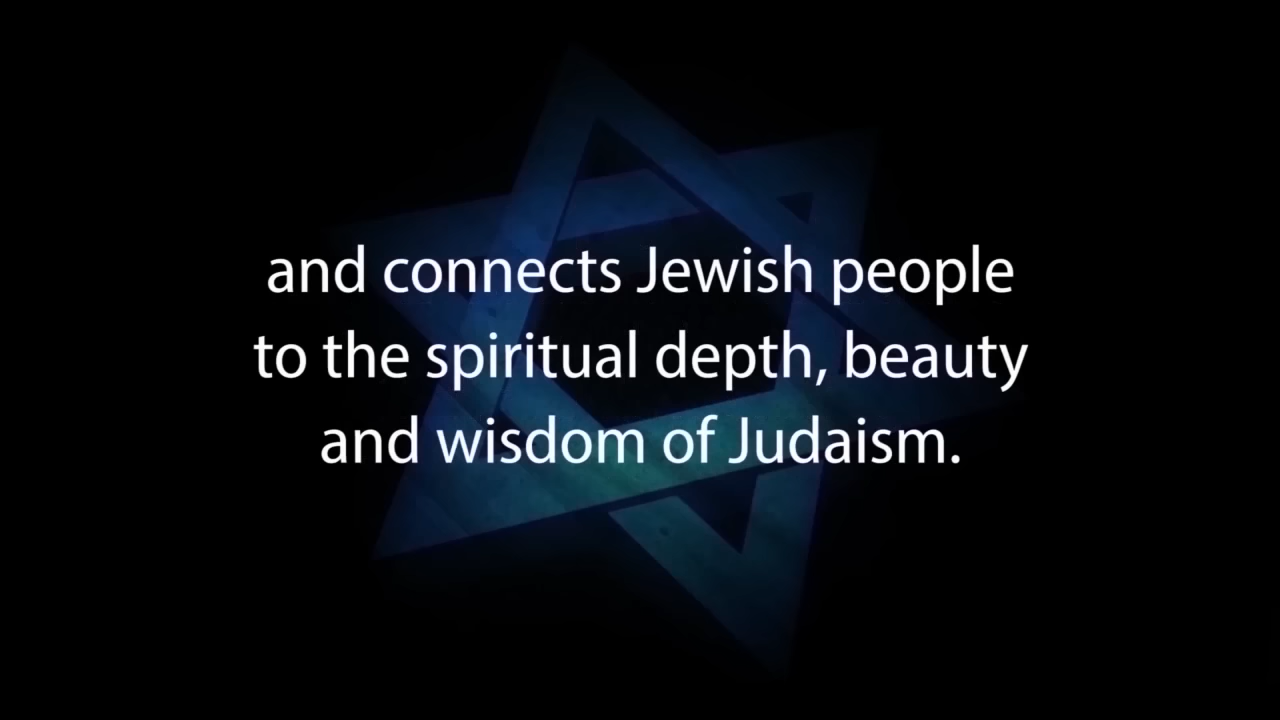 and connects Jewish people
to the spiritual depth, beauty
and wisdom of Judaism.